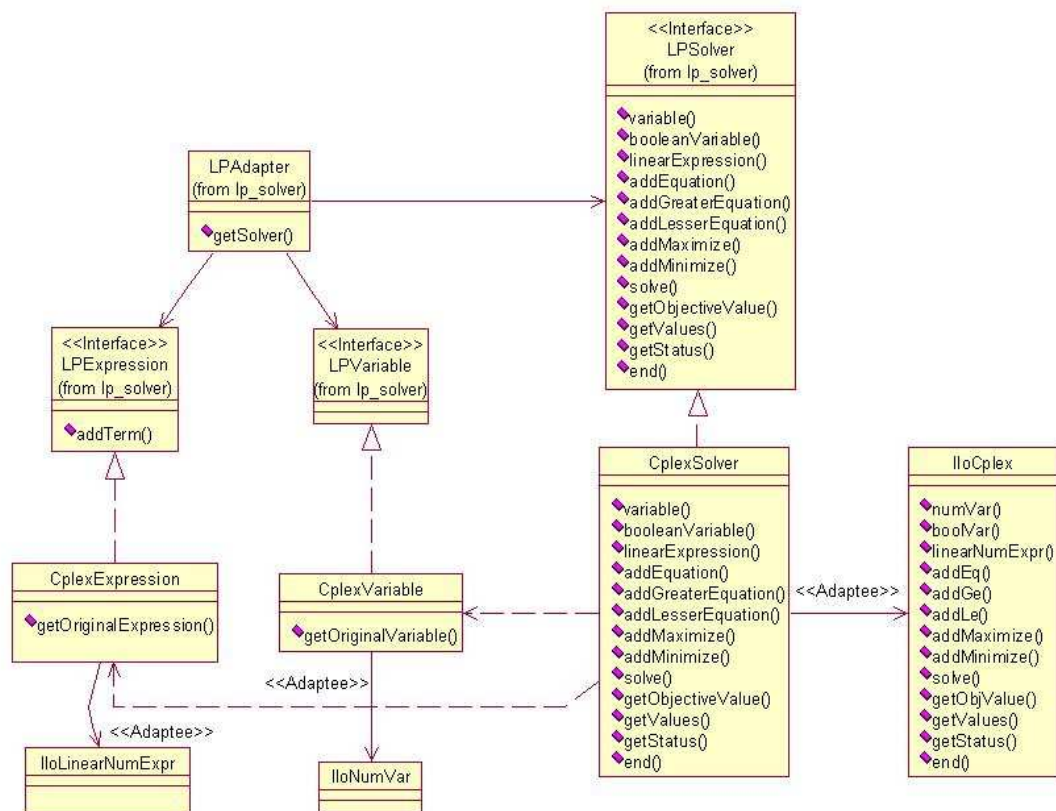 <<Interface>>
LPSolver
(from lp_solver)
variable()
booleanVariable()
linearExpression()
addEquation()
addGreaterEquation()
addLesserEquation()
addMaximize()
addMinimize()
solve()
getObjectiveValue()
getValues()
getStatus()
end()
LPAdapter
(from lp_solver)
getSolver()
<<Interface>>
LPExpression
(from lp_solver)
addTerm()
<<Interface>>
LPVariable
(from lp_solver)
CplexSolver
variable()
booleanVariable()
linearExpression()
addEquation()
addGreaterEquation()
addLesserEquation()
addMaximize()
addMinimize()
solve()
getObjectiveValue()
getValues()
getStatus()
end()
<<Adaptee>>
IloCplex
numVar()
boolVar()
linearNumExpr()
addEq()
addGe()
addLe()
addMaximize()
addMinimize()
solve()
getObjValue()
getValues()
getStatus()
end()
CplexExpression
getOriginalExpression()
CplexVariable
getOriginalVariable()
<<Adaptee>>
<<Adaptee>>
IloLinearNumExpr
IloNumVar